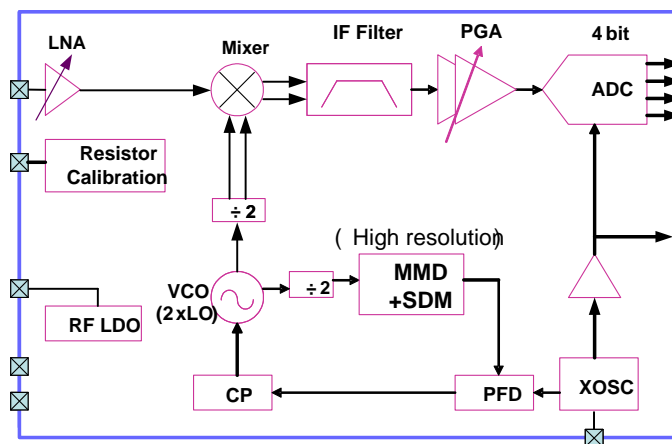 LNA
Mixer
IF Filter
PGA
4 bit
ADC
Resistor
Calibration
÷ 2
( High resolution)
VCO
(2xLO)
÷ 2
MMD
+SDM
RF LDO
CP
PFD
XOSC